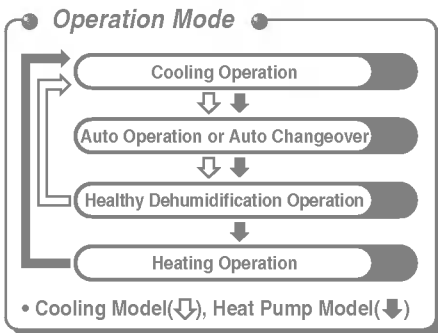 Operation Mode
Cooling Operation
Auto Operation or Auto Changeover
Healthy Dehumidification Operation
Heating Operation
• Cooling Model(⇩), Heat Pump Model(🡇)